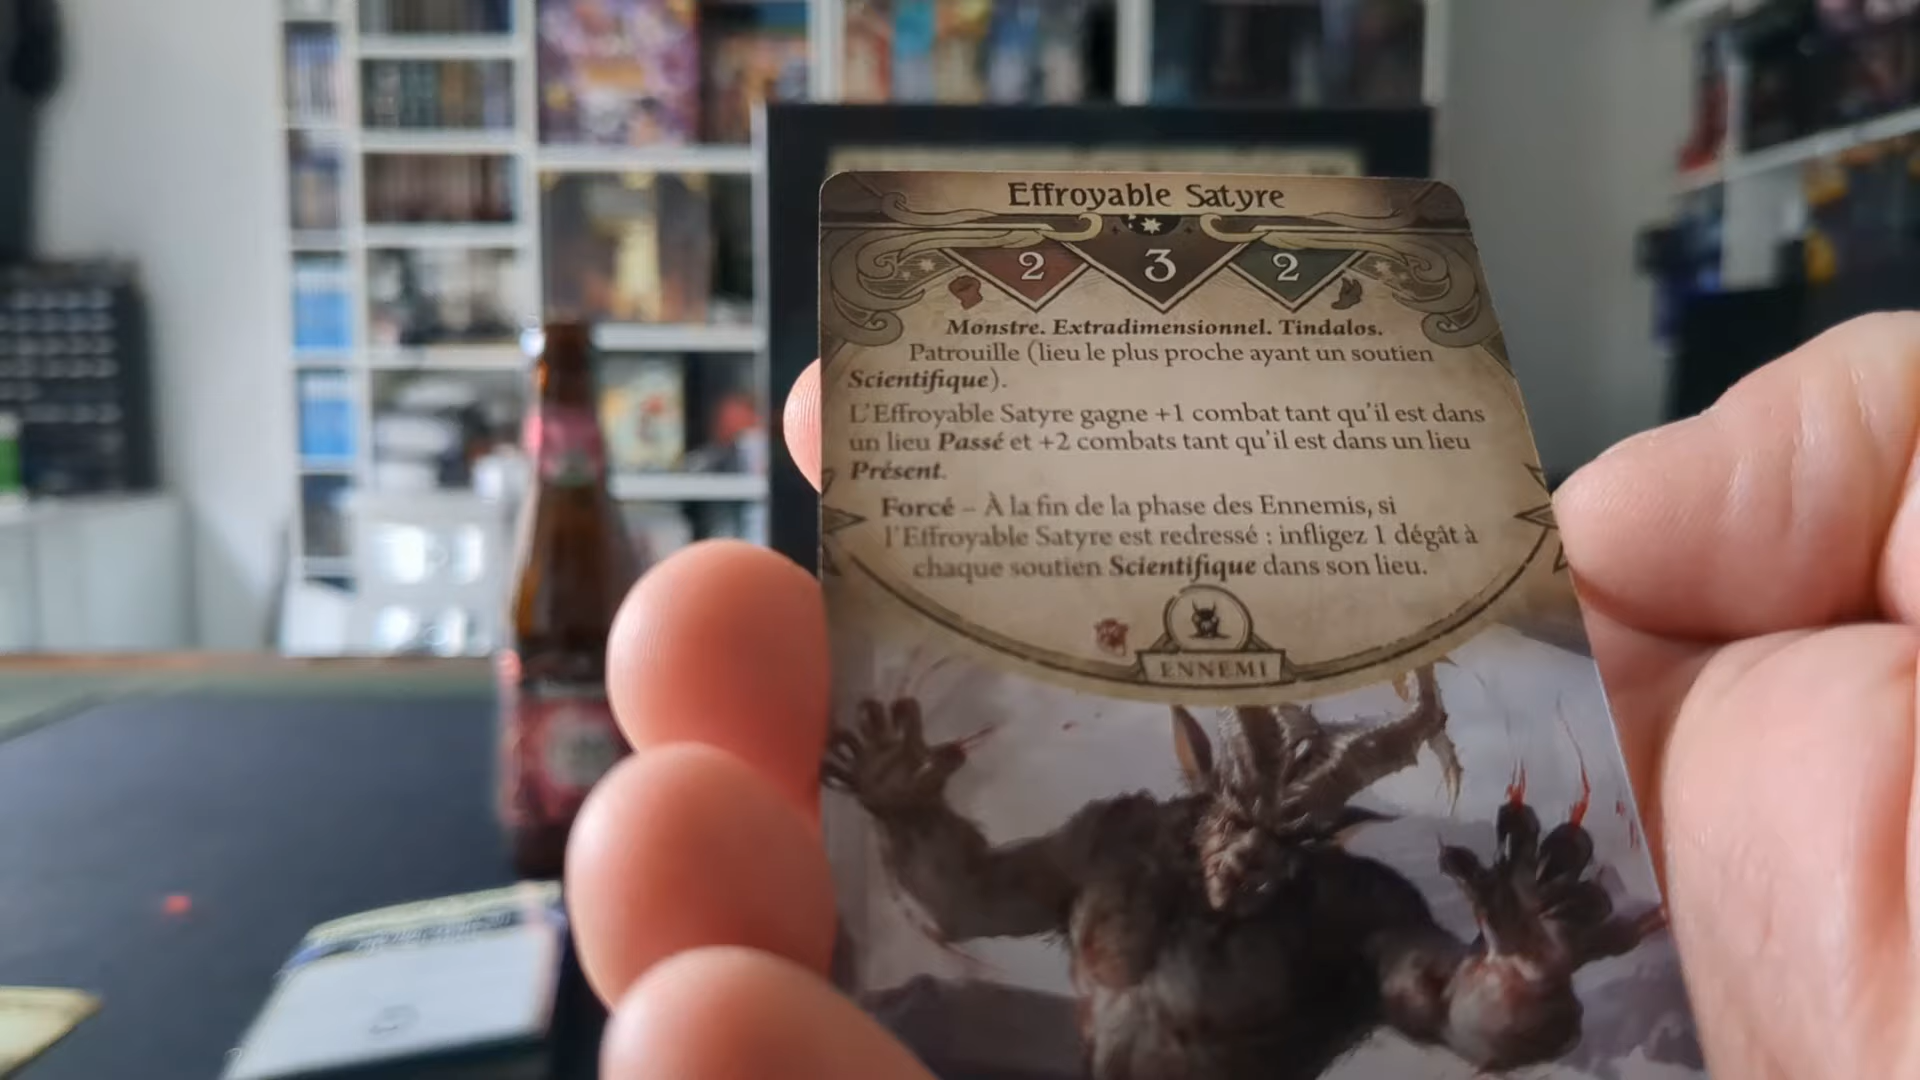 Effroyable Satyre
2 3 2
Monstre. Extradimensionnel. Tindalos.
Patrouille (lieu le plus proche ayant un soutien
Scientifique).
L'Effroyable Satyre gagne +1 combat tant qu'il est dans
un lieu Passé et +2 combats tant qu'il est dans un lieu
Présent.
Forcé – À la fin de la phase des Ennemis, si
l'Effroyable Satyre est redressé : infligez 1 dégât à
chaque soutien Scientifique dans son lieu.
ENNEMI